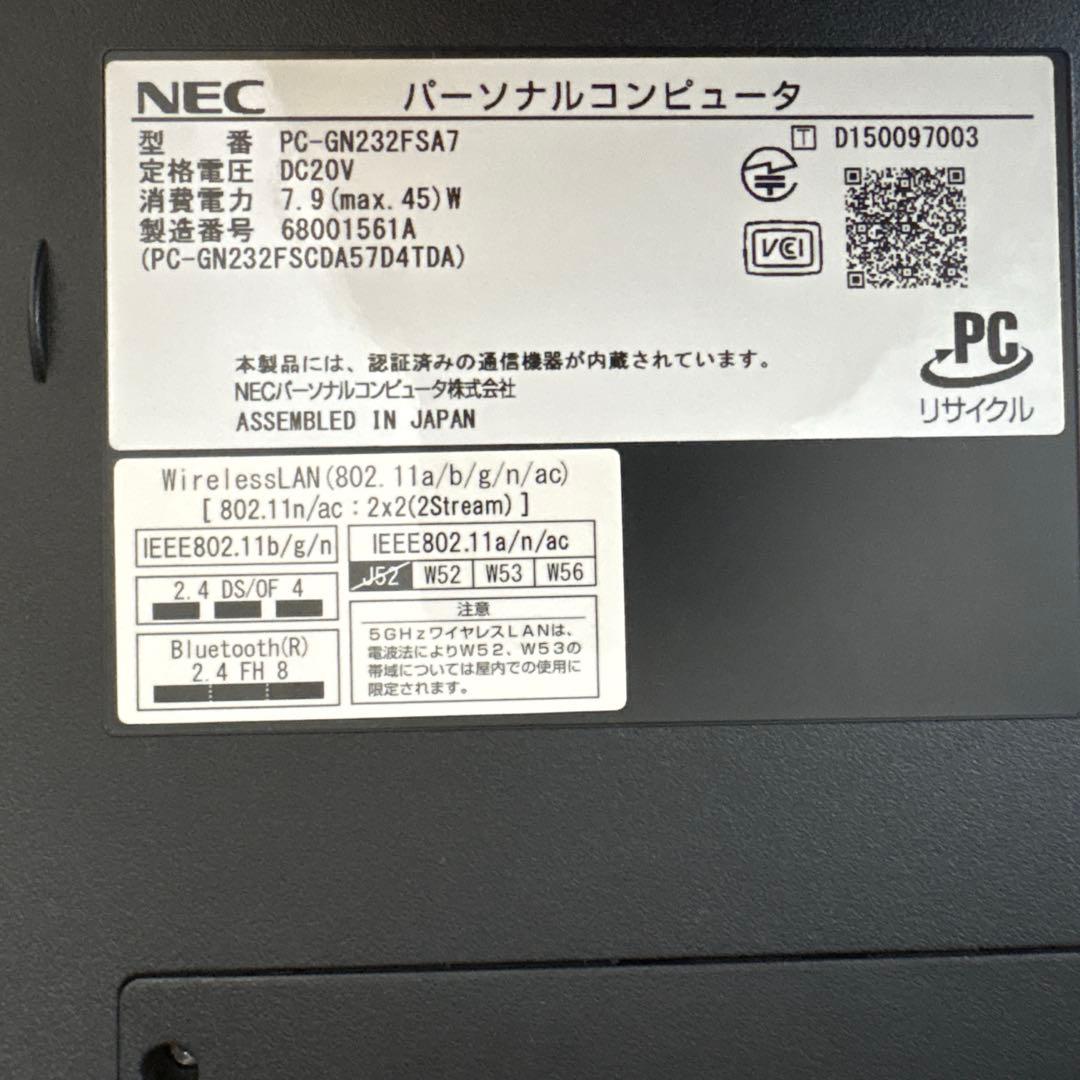 NEC パーソナルコンピュータ
型 番 PC-GN232FSA7
T D150097003
定格電圧 DC20V
消費電力 7.9(max.45)W
製造番号 68001561A
(PC-GN232FSCDA57D4TDA)
VCI
本製品には、認証済みの通信機器が内蔵されています。
NECパーソナルコンピュータ株式会社
ASSEMBLED IN JAPAN
PC
リサイクル
WirelessLAN(802.11a/b/g/n/ac)
[ 802.11n/ac : 2x2(2Stream) ]
IEEE802.11b/g/n
2.4 DS/OF 4
Bluetooth(R)
2.4 FH 8
IEEE802.11a/n/ac
J52 W52 W53 W56
注意
5GHzワイヤレスLANは、
電波法によりW52、W53の
帯域については屋内での使用に
限定されます。